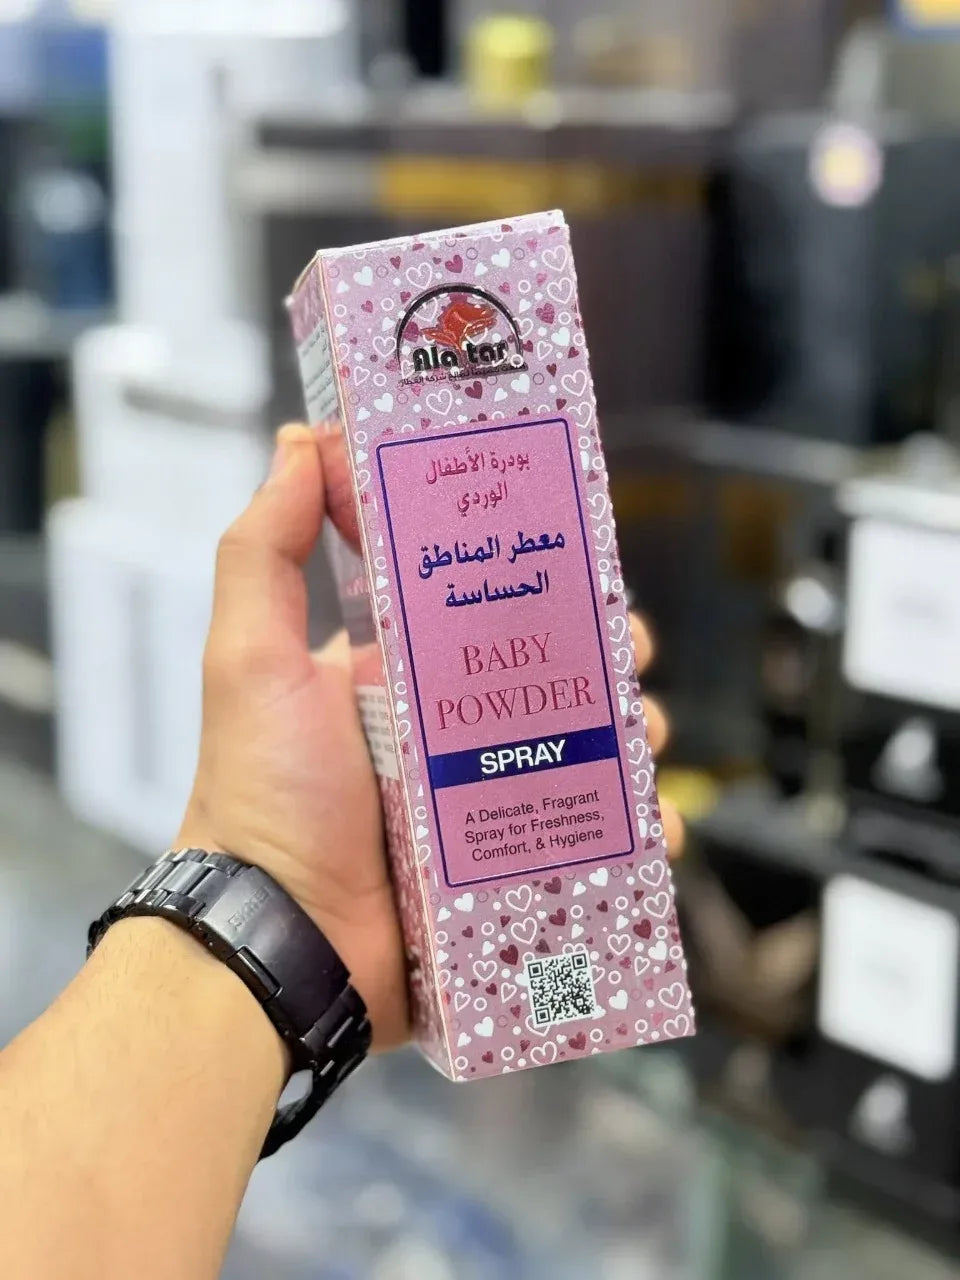 Ala tar
بودرة الأطفال
الوردي
معطر المناطق
الحساسة
BABY
POWDER
SPRAY
A Delicate, Fragrant
Spray for Freshness,
Comfort, & Hygiene